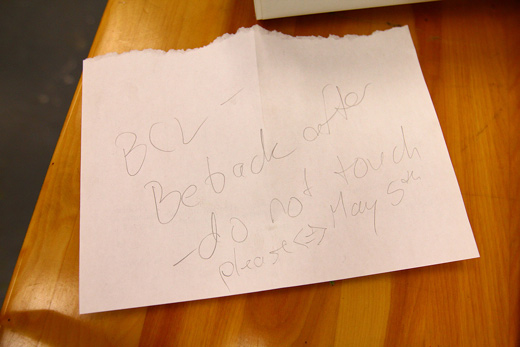 BCL -
Be back after
- do not touch
please <=> May 5th